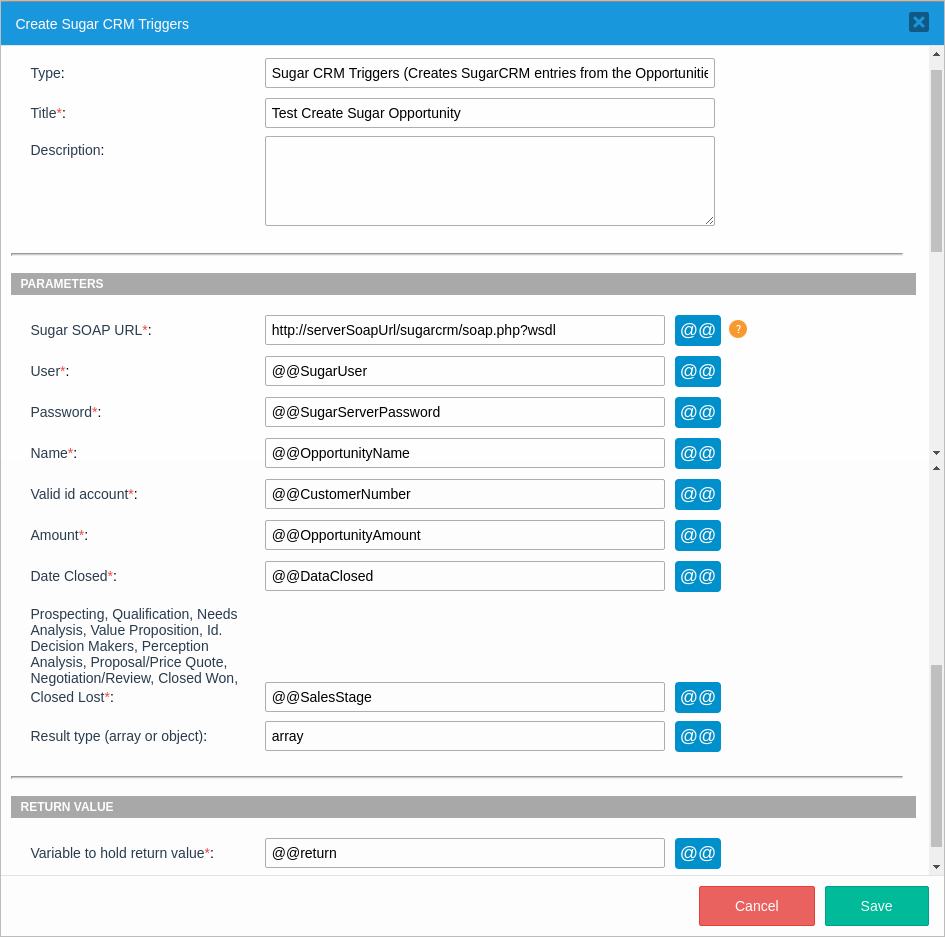 Create Sugar CRM Triggers
Type: Sugar CRM Triggers (Creates SugarCRM entries from the Opportunitie
Title*: Test Create Sugar Opportunity
Description:
PARAMETERS
Sugar SOAP URL*: http://serverSoapUrl/sugarcrm/soap.php?wsdl @@ ?
User*: @@SugarUser @@
Password*: @@SugarServerPassword @@
Name*: @@OpportunityName @@
Valid id account*: @@CustomerNumber @@
Amount*: @@OpportunityAmount @@
Date Closed*: @@DataClosed @@
Prospecting, Qualification, Needs
Analysis, Value Proposition, Id.
Decision Makers, Perception
Analysis, Proposal/Price Quote,
Negotiation/Review, Closed Won,
Closed Lost*: @@SalesStage @@
Result type (array or object): array @@
RETURN VALUE
Variable to hold return value*: @@return @@
Cancel Save